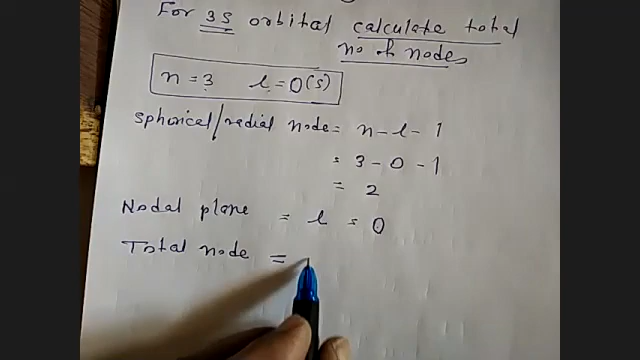 For 3S orbital calculate total
no of nodes
n = 3 l = 0(s)
Spherical/radial node = n - l - 1
= 3 - 0 - 1
= 2
Nodal plane = l = 0
Total node =